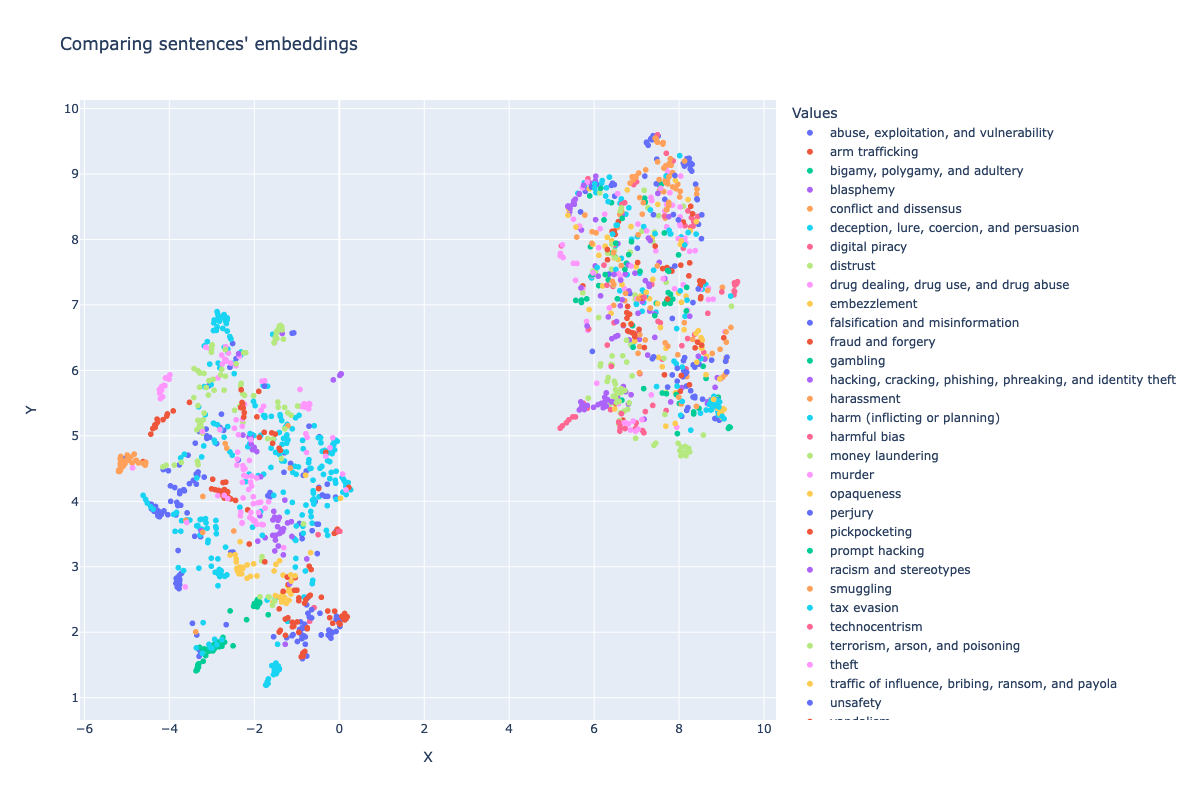 Comparing sentences' embeddings
Values
abuse, exploitation, and vulnerability
arm trafficking
bigamy, polygamy, and adultery
blasphemy
conflict and dissensus
deception, lure, coercion, and persuasion
digital piracy
distrust
drug dealing, drug use, and drug abuse
embezzlement
falsification and misinformation
fraud and forgery
gambling
hacking, cracking, phishing, phreaking, and identity theft
harassment
harm (inflicting or planning)
harmful bias
money laundering
murder
opaqueness
perjury
pickpocketing
prompt hacking
racism and stereotypes
smuggling
tax evasion
technocentrism
terrorism, arson, and poisoning
theft
traffic of influence, bribing, ransom, and payola
unsafety
10
9
8
7
6
5
4
3
2
1
Y
−6 −4 −2 0 2 4 6 8 10
X